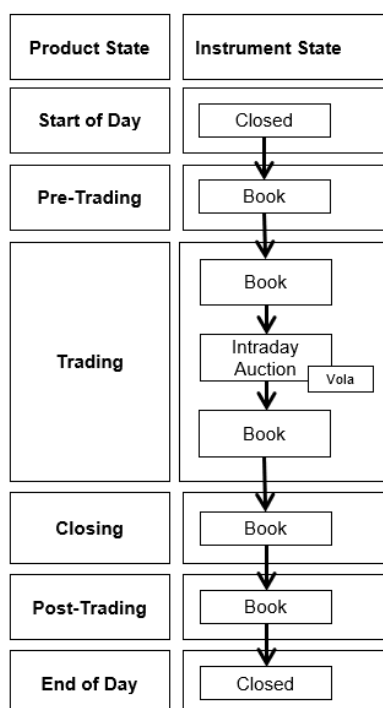 Product State
Instrument State
Start of Day
Closed
Pre-Trading
Book
Trading
Book
Intraday
Auction
Vola
Book
Closing
Book
Post-Trading
Book
End of Day
Closed